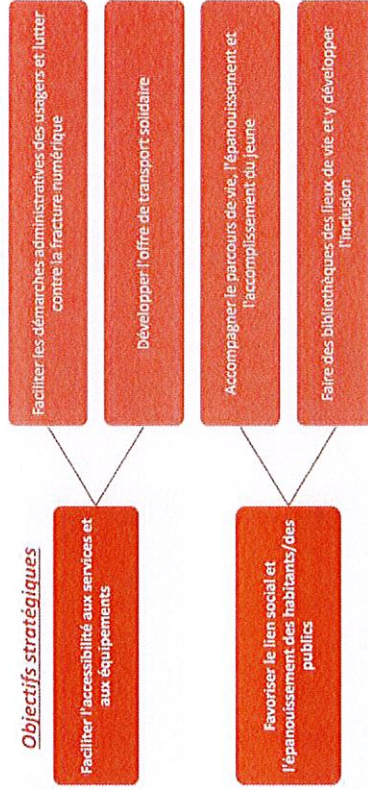 Objectifs stratégiques
Faciliter l'accessibilité aux services et
aux équipements
Faciliter les démarches administratives des usagers et lutter
contre la fracture numérique
Développer l'offre de transport solidaire
Favoriser le lien social et
l'épanouissement des habitants/des
publics
Accompagner le parcours de vie, l'épanouissement et
l'accomplissement du jeune
Faire des bibliothèques des lieux de vie et y développer
l'inclusion